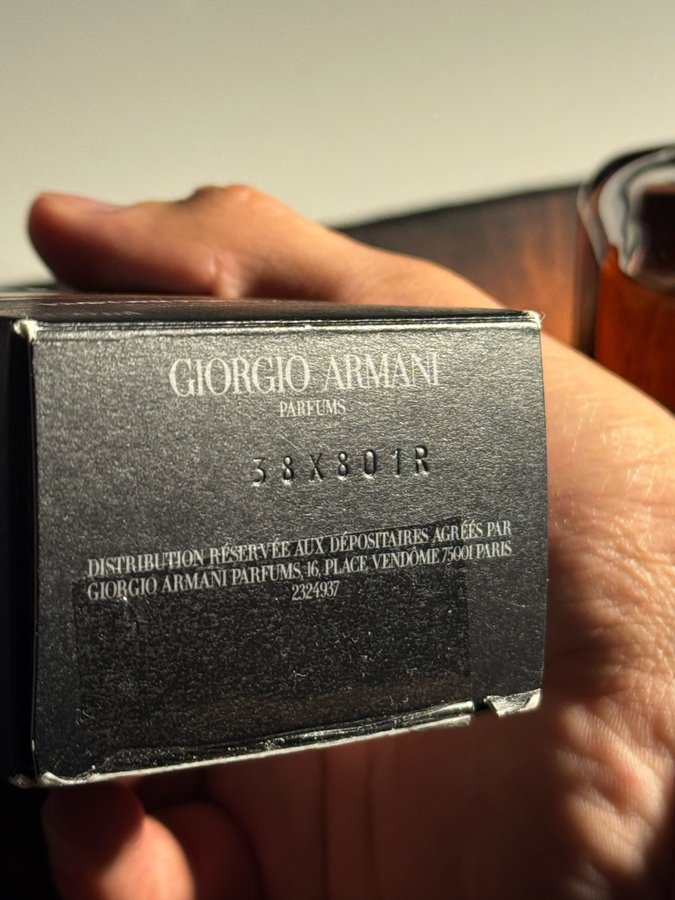 GIORGIO ARMANI
PARFUMS
38X801R
DISTRIBUTION RÉSERVÉE AUX DÉPOSITAIRES AGRÉÉS PAR
GIORGIO ARMANI PARFUMS, 16, PLACE VENDÔME 75001 PARIS
2324937